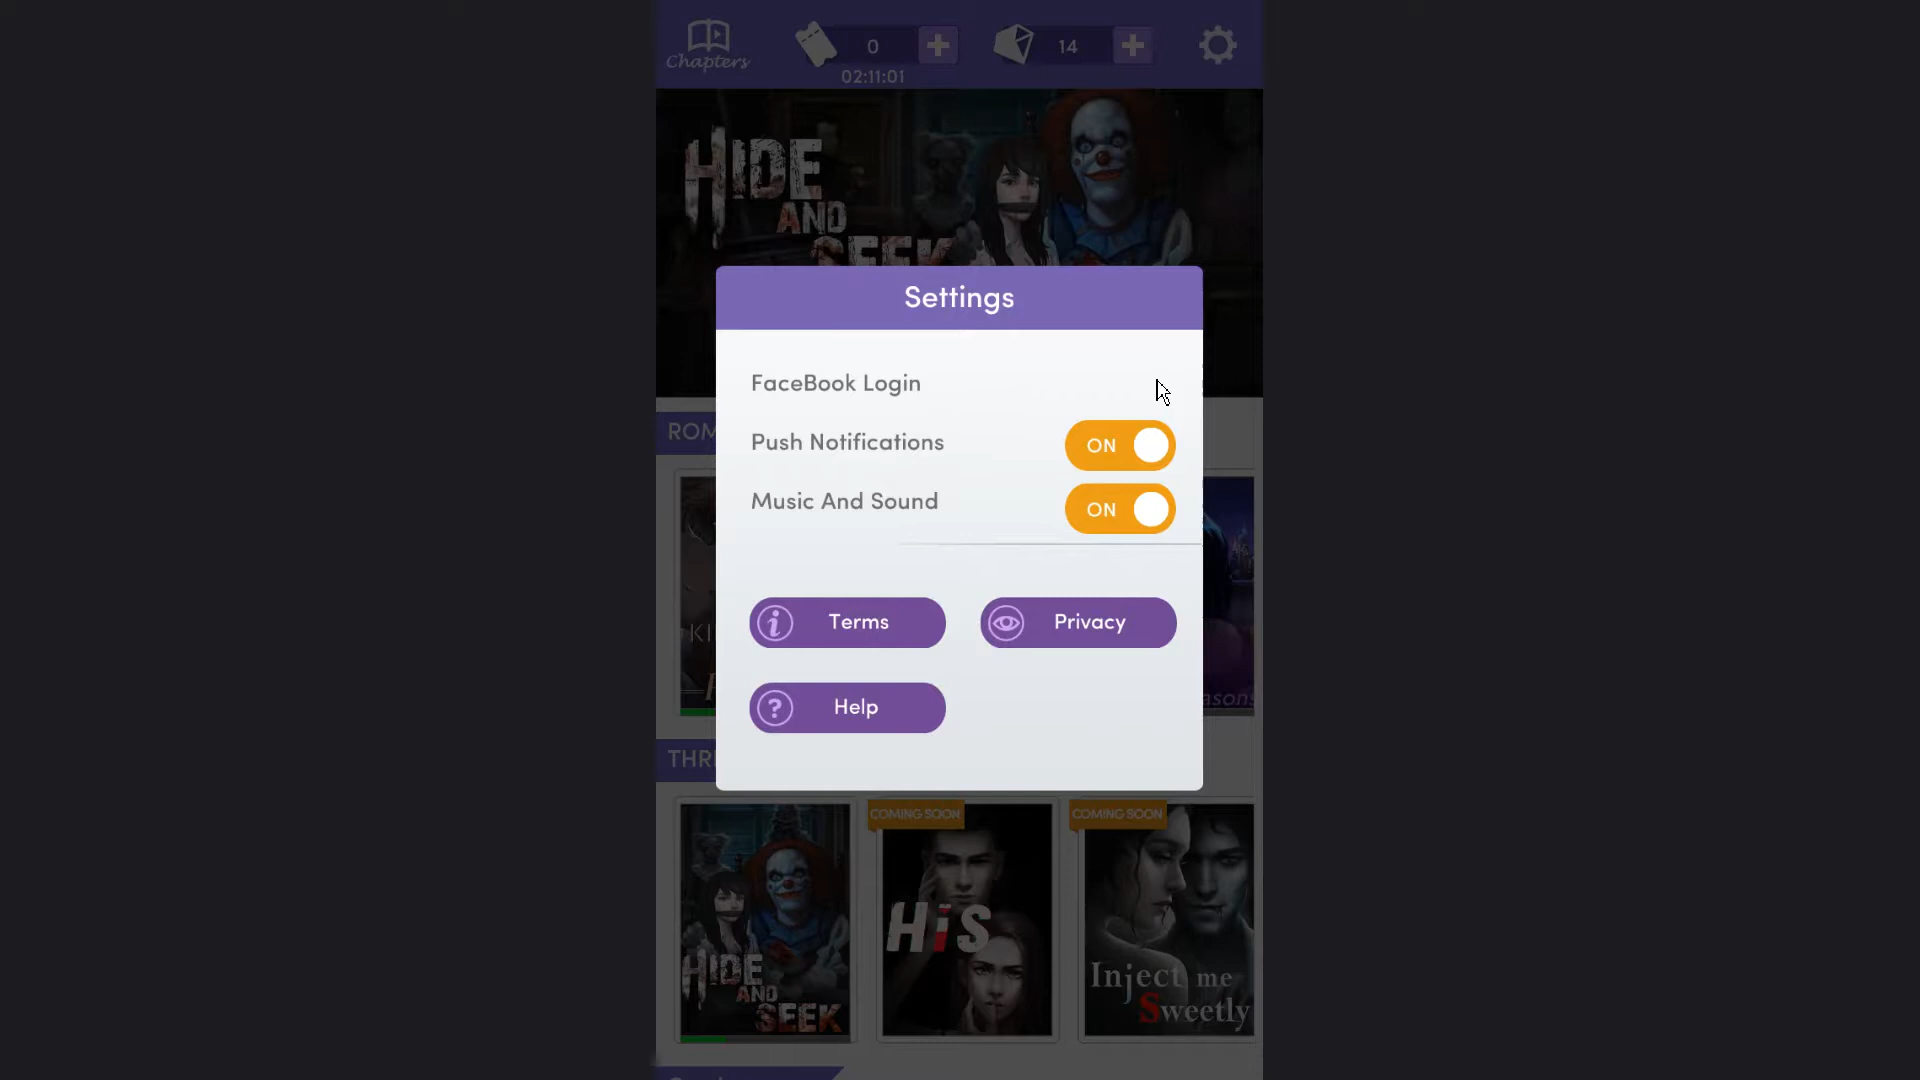 Chapters
0
02:11:01
14
HIDE
AND
SEEK
Settings
FaceBook Login
Push Notifications
ON
Music And Sound
ON
Terms
Privacy
Help
COMING SOON
COMING SOON
HIDE
AND
SEEK
HiS
Inject me
Sweetly